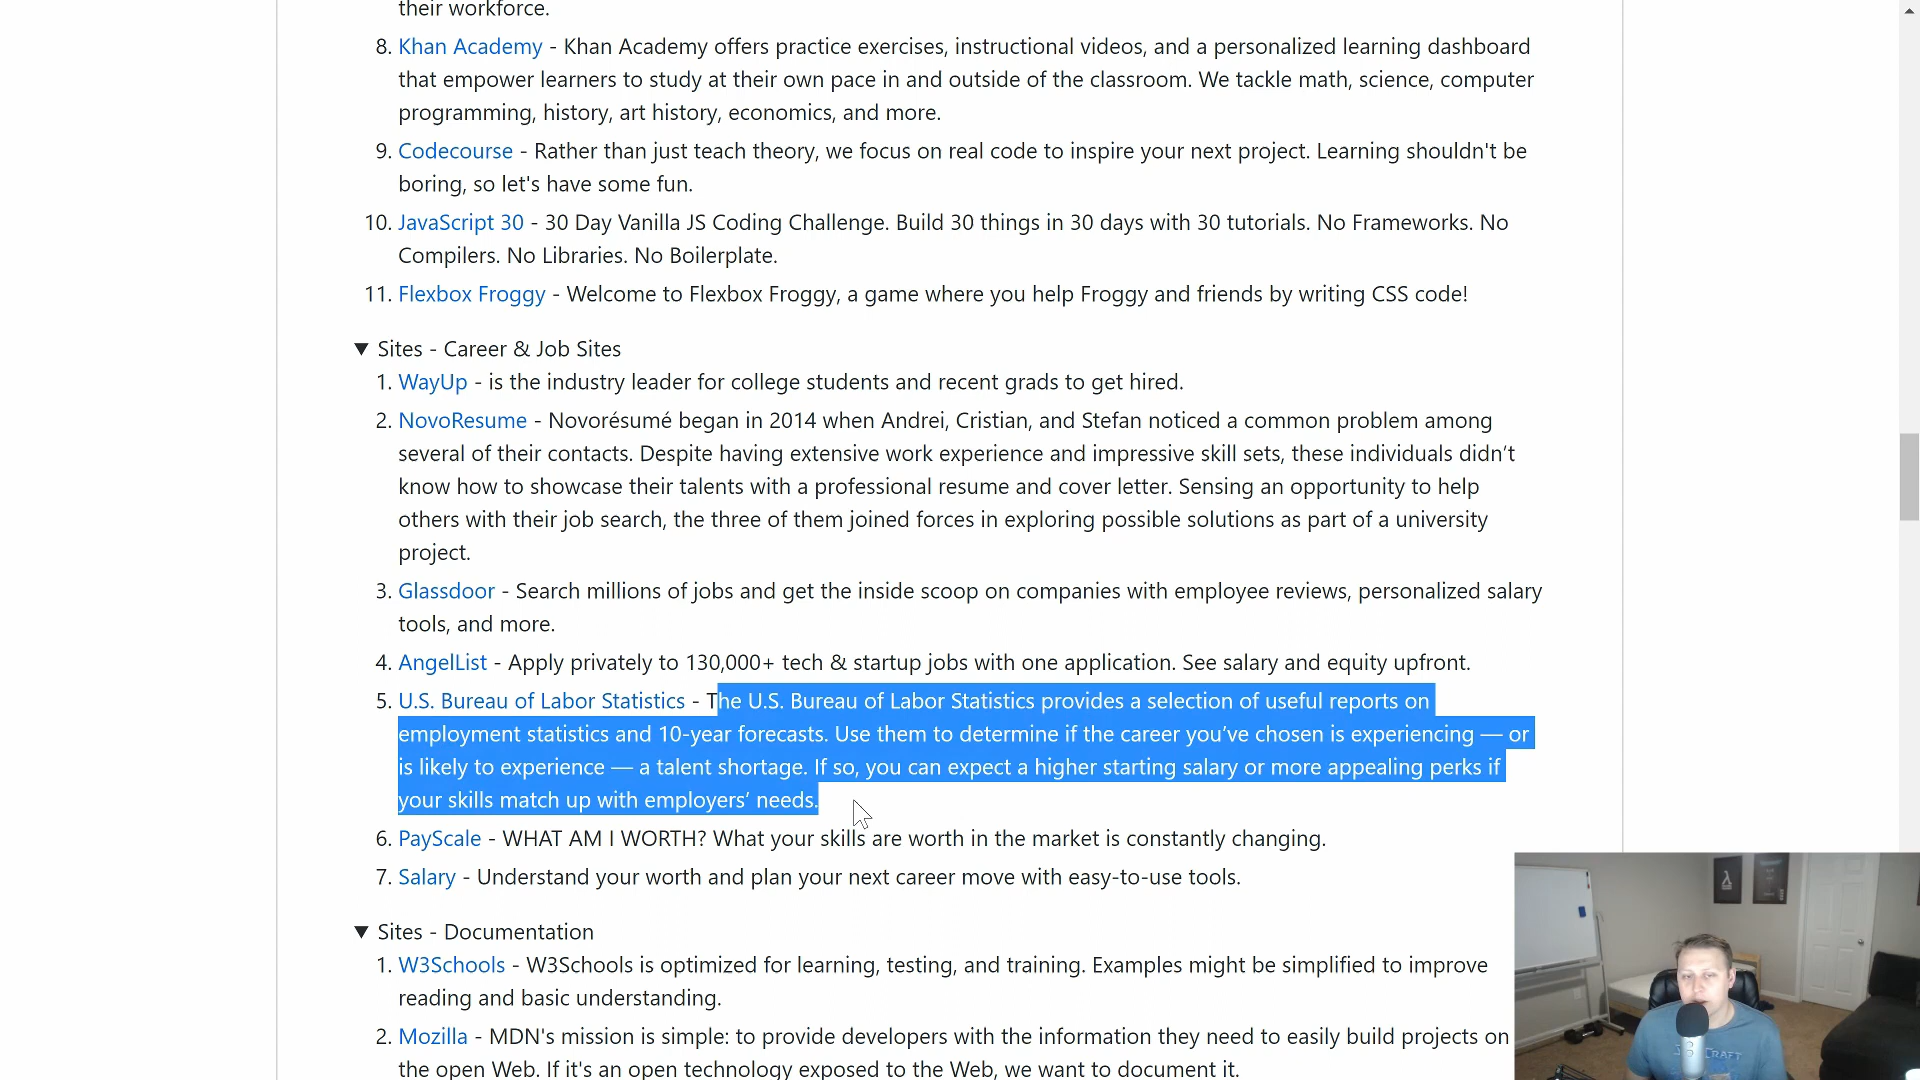 their workforce.
8. Khan Academy - Khan Academy offers practice exercises, instructional videos, and a personalized learning dashboard
that empower learners to study at their own pace in and outside of the classroom. We tackle math, science, computer
programming, history, art history, economics, and more.
9. Codecourse - Rather than just teach theory, we focus on real code to inspire your next project. Learning shouldn't be
boring, so let's have some fun.
10. JavaScript 30 - 30 Day Vanilla JS Coding Challenge. Build 30 things in 30 days with 30 tutorials. No Frameworks. No
Compilers. No Libraries. No Boilerplate.
11. Flexbox Froggy - Welcome to Flexbox Froggy, a game where you help Froggy and friends by writing CSS code!
▼ Sites - Career & Job Sites
1. WayUp - is the industry leader for college students and recent grads to get hired.
2. NovoResume - Novorésumé began in 2014 when Andrei, Cristian, and Stefan noticed a common problem among
several of their contacts. Despite having extensive work experience and impressive skill sets, these individuals didn’t
know how to showcase their talents with a professional resume and cover letter. Sensing an opportunity to help
others with their job search, the three of them joined forces in exploring possible solutions as part of a university
project.
3. Glassdoor - Search millions of jobs and get the inside scoop on companies with employee reviews, personalized salary
tools, and more.
4. AngelList - Apply privately to 130,000+ tech & startup jobs with one application. See salary and equity upfront.
5. U.S. Bureau of Labor Statistics - The U.S. Bureau of Labor Statistics provides a selection of useful reports on
employment statistics and 10-year forecasts. Use them to determine if the career you’ve chosen is experiencing — or
is likely to experience — a talent shortage. If so, you can expect a higher starting salary or more appealing perks if
your skills match up with employers’ needs.
6. PayScale - WHAT AM I WORTH? What your skills are worth in the market is constantly changing.
7. Salary - Understand your worth and plan your next career move with easy-to-use tools.
▼ Sites - Documentation
1. W3Schools - W3Schools is optimized for learning, testing, and training. Examples might be simplified to improve
reading and basic understanding.
2. Mozilla - MDN's mission is simple: to provide developers with the information they need to easily build projects on
the open Web. If it's an open technology exposed to the Web, we want to document it.